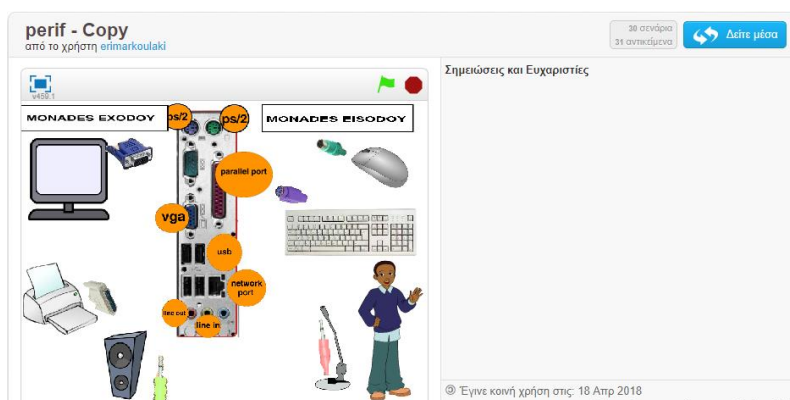 perif - Copy
από το χρήστη erimarkoulaki
30 σενάρια
31 αντικείμενα
Δείτε μέσα
v459.1
Σημειώσεις και Ευχαριστίες
MONADES EXODOY
ps/2
ps/2
MONADES EISODOY
parallel port
vga
usb
network
port
line in
Έγινε κοινή χρήση στις: 18 Απρ 2018